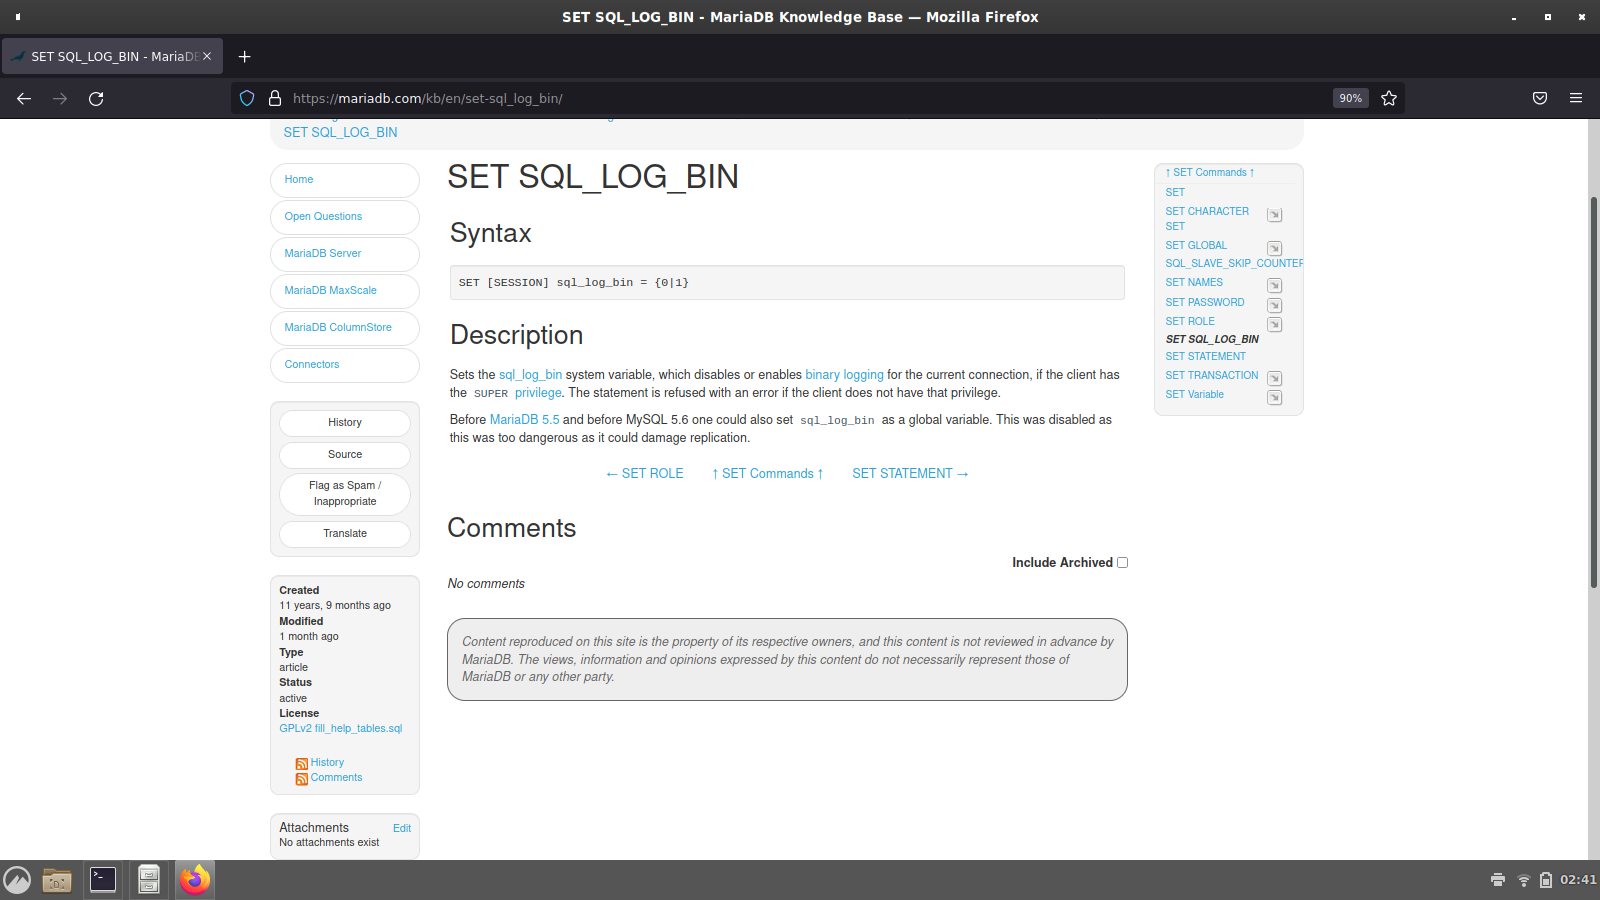 SET SQL_LOG_BIN - MariaDB Knowledge Base — Mozilla Firefox
SET SQL_LOG_BIN - MariaDB
https://mariadb.com/kb/en/set-sql_log_bin/
90%
SET SQL_LOG_BIN
Home
Open Questions
MariaDB Server
MariaDB MaxScale
MariaDB ColumnStore
Connectors
History
Source
Flag as Spam /
Inappropriate
Translate
Created
11 years, 9 months ago
Modified
1 month ago
Type
article
Status
active
License
GPLv2 fill_help_tables.sql
History
Comments
Attachments
Edit
No attachments exist
SET SQL_LOG_BIN
Syntax
SET [SESSION] sql_log_bin = {0|1}
Description
Sets the sql_log_bin system variable, which disables or enables binary logging for the current connection, if the client has
the SUPER privilege. The statement is refused with an error if the client does not have that privilege.
Before MariaDB 5.5 and before MySQL 5.6 one could also set sql_log_bin as a global variable. This was disabled as
this was too dangerous as it could damage replication.
← SET ROLE ↑ SET Commands ↑ SET STATEMENT →
Comments
Include Archived
No comments
Content reproduced on this site is the property of its respective owners, and this content is not reviewed in advance by
MariaDB. The views, information and opinions expressed by this content do not necessarily represent those of
MariaDB or any other party.
↑ SET Commands ↑
SET
SET CHARACTER
SET
SET GLOBAL
SQL_SLAVE_SKIP_COUNTER
SET NAMES
SET PASSWORD
SET ROLE
SET SQL_LOG_BIN
SET STATEMENT
SET TRANSACTION
SET Variable
02:41